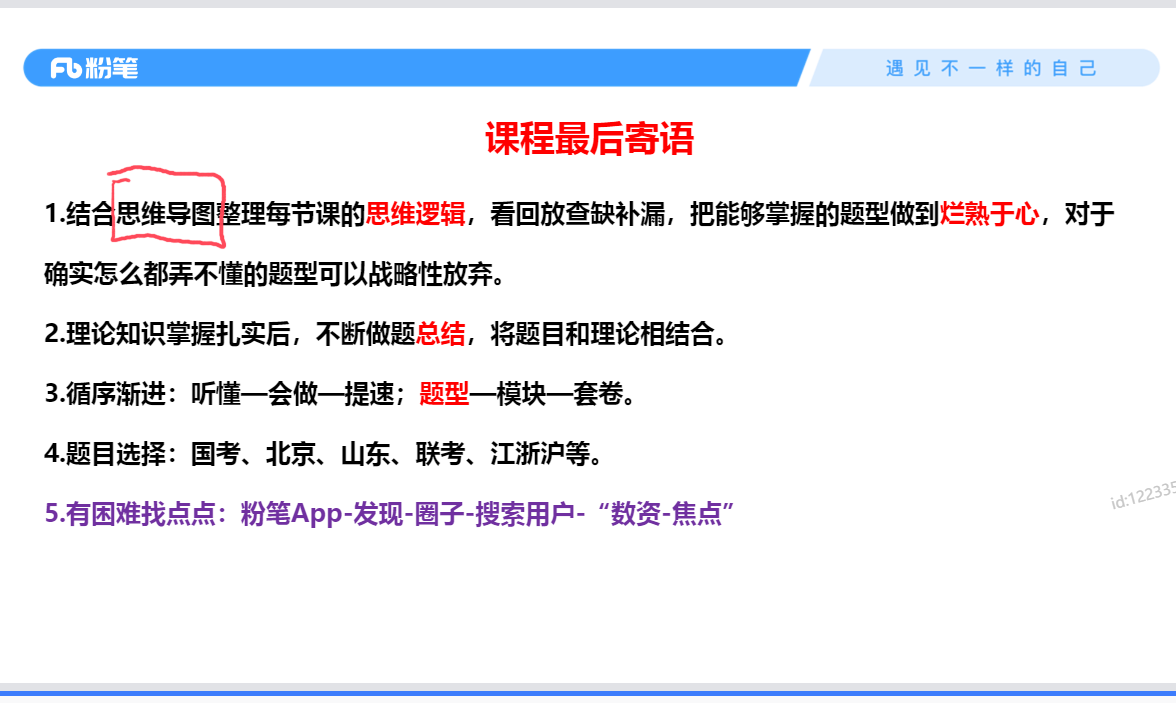 粉笔
遇见不一样的自己
课程最后寄语
1.结合思维导图整理每节课的思维逻辑，看回放查缺补漏，把能够掌握的题型做到烂熟于心，对于
确实怎么都弄不懂的题型可以战略性放弃。
2.理论知识掌握扎实后，不断做题总结，将题目和理论相结合。
3.循序渐进：听懂—会做—提速；题型—模块—套卷。
4.题目选择：国考、北京、山东、联考、江浙沪等。
id:122335
5.有困难找点点：粉笔App-发现-圈子-搜索用户-“数资-焦点”